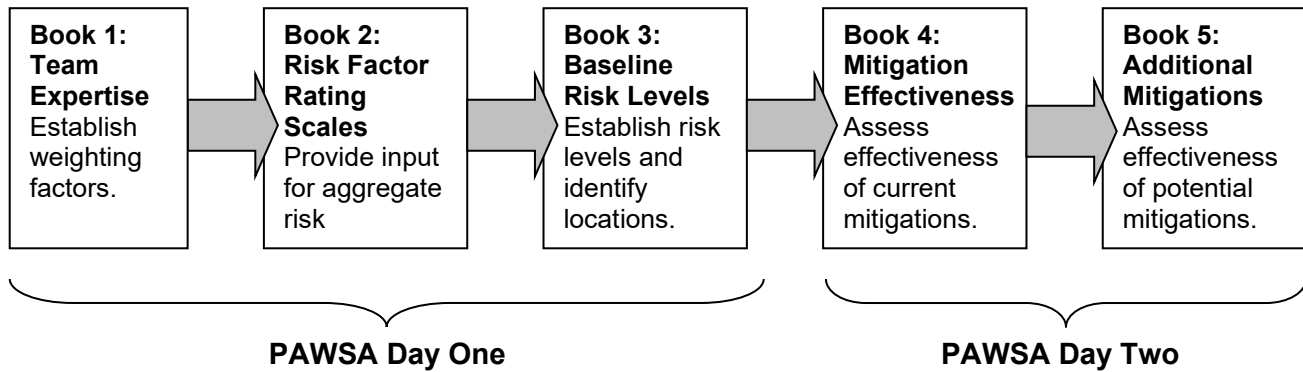 Book 1:
Team
Expertise
Establish
weighting
factors.
Book 2:
Risk Factor
Rating
Scales
Provide input
for aggregate
risk
Book 3:
Baseline
Risk Levels
Establish risk
levels and
identify
locations.
Book 4:
Mitigation
Effectiveness
Assess
effectiveness
of current
mitigations.
Book 5:
Additional
Mitigations
Assess
effectiveness
of potential
mitigations.
PAWSA Day One
PAWSA Day Two